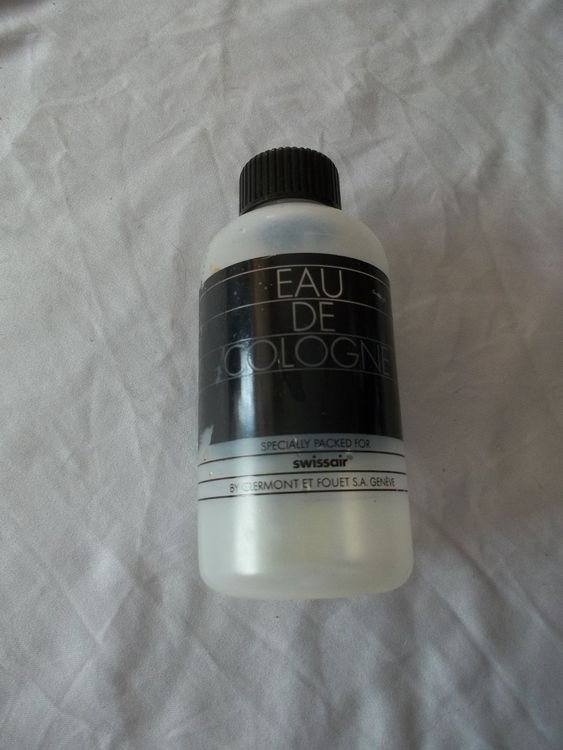 EAU
DE
COLOGNE
SPECIALLY PACKED FOR
swissair®
BY CLERMONT ET FOUET S.A. GENÈVE